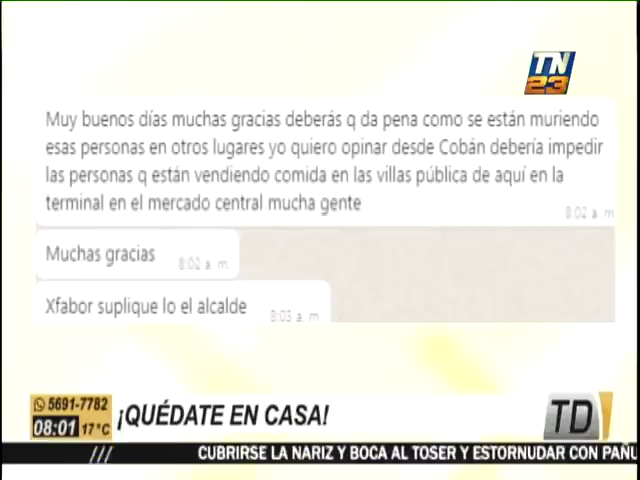 TN
23
Muy buenos días muchas gracias deberás q da pena como se están muriendo
esas personas en otros lugares yo quiero opinar desde Cobán debería impedir
las personas q están vendiendo comida en las villas pública de aquí en la
terminal en el mercado central mucha gente
8:02 a. m
Muchas gracias
8:02 a. m.
Xfabor suplique lo el alcalde
8:03 a. m
5691-7782
¡QUÉDATE EN CASA!
TD
08:01 17°C
CUBRIRSE LA NARIZ Y BOCA AL TOSER Y ESTORNUDAR CON PAÑU